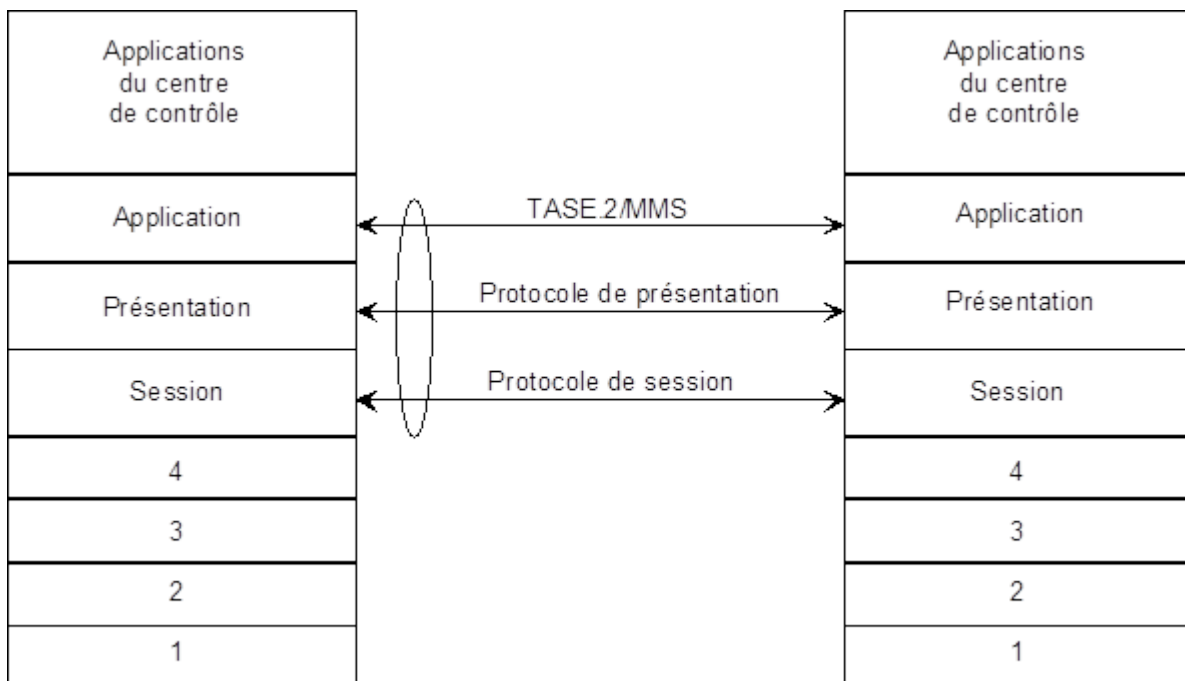 Applications
du centre
de contrôle
Applications
du centre
de contrôle
Application
TASE.2/MMS
Application
Présentation
Protocole de présentation
Présentation
Session
Protocole de session
Session
4
4
3
3
2
2
1
1